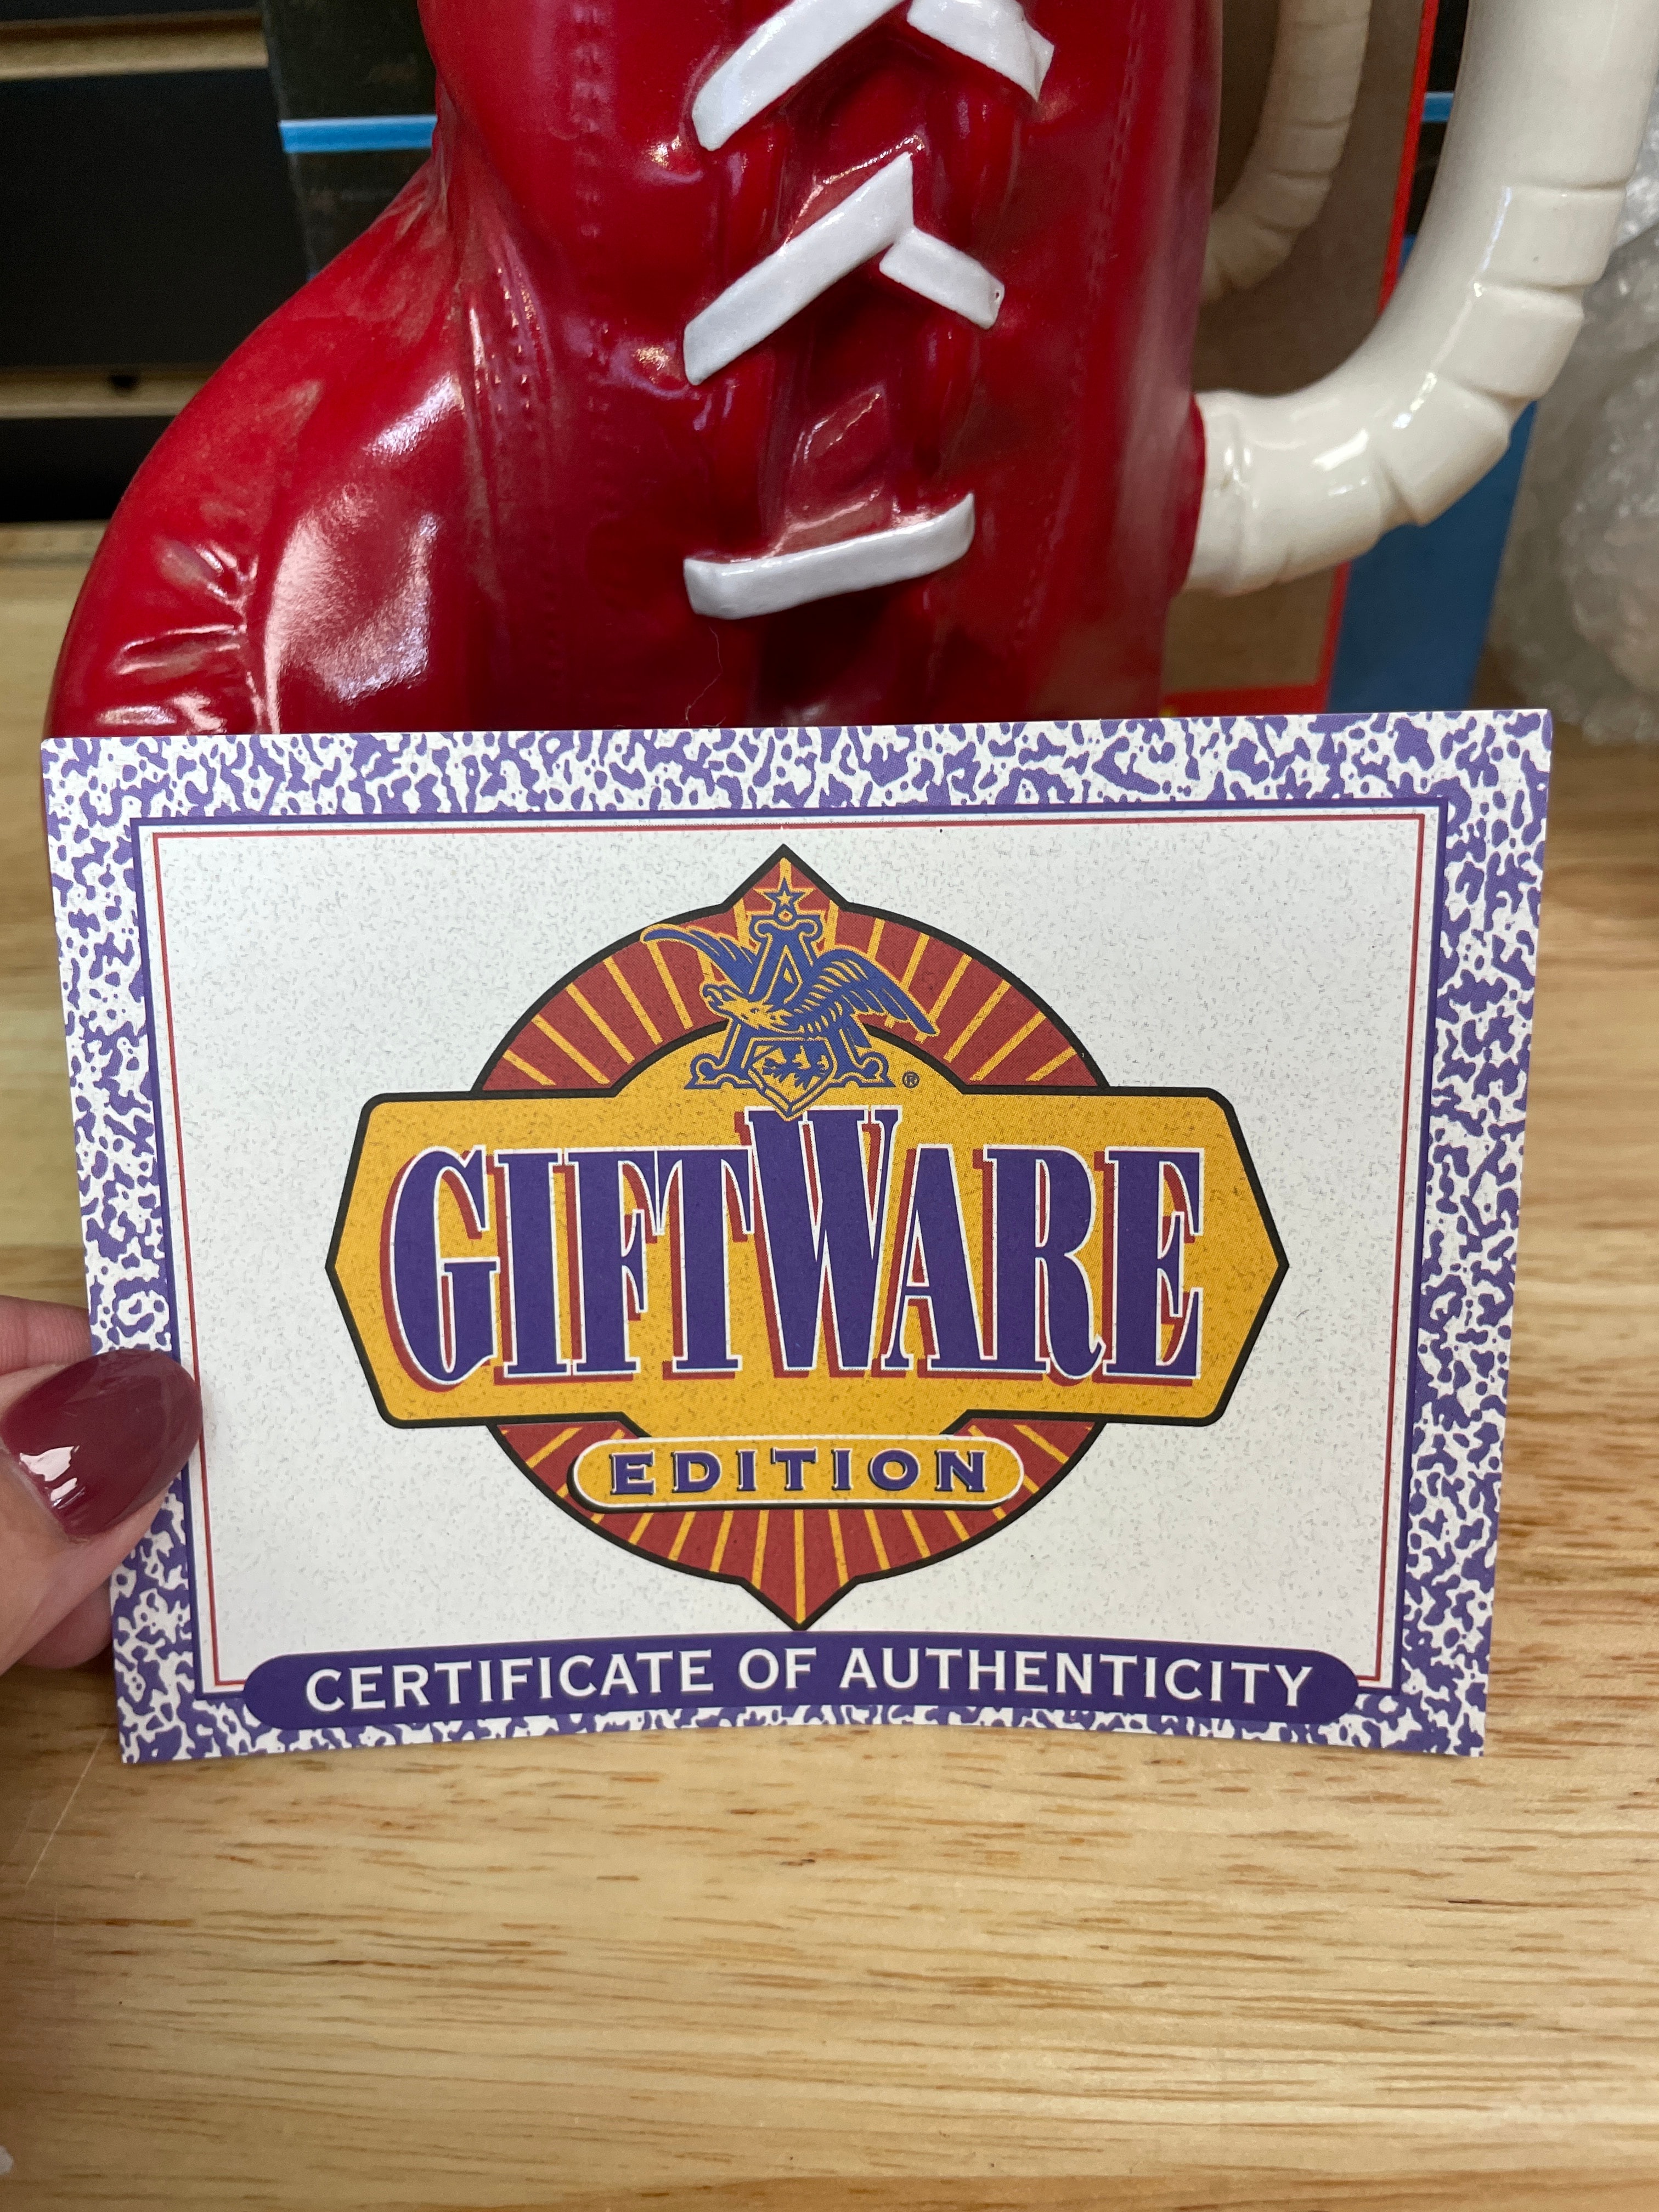 A
®
GIFTWARE
EDITION
CERTIFICATE OF AUTHENTICITY